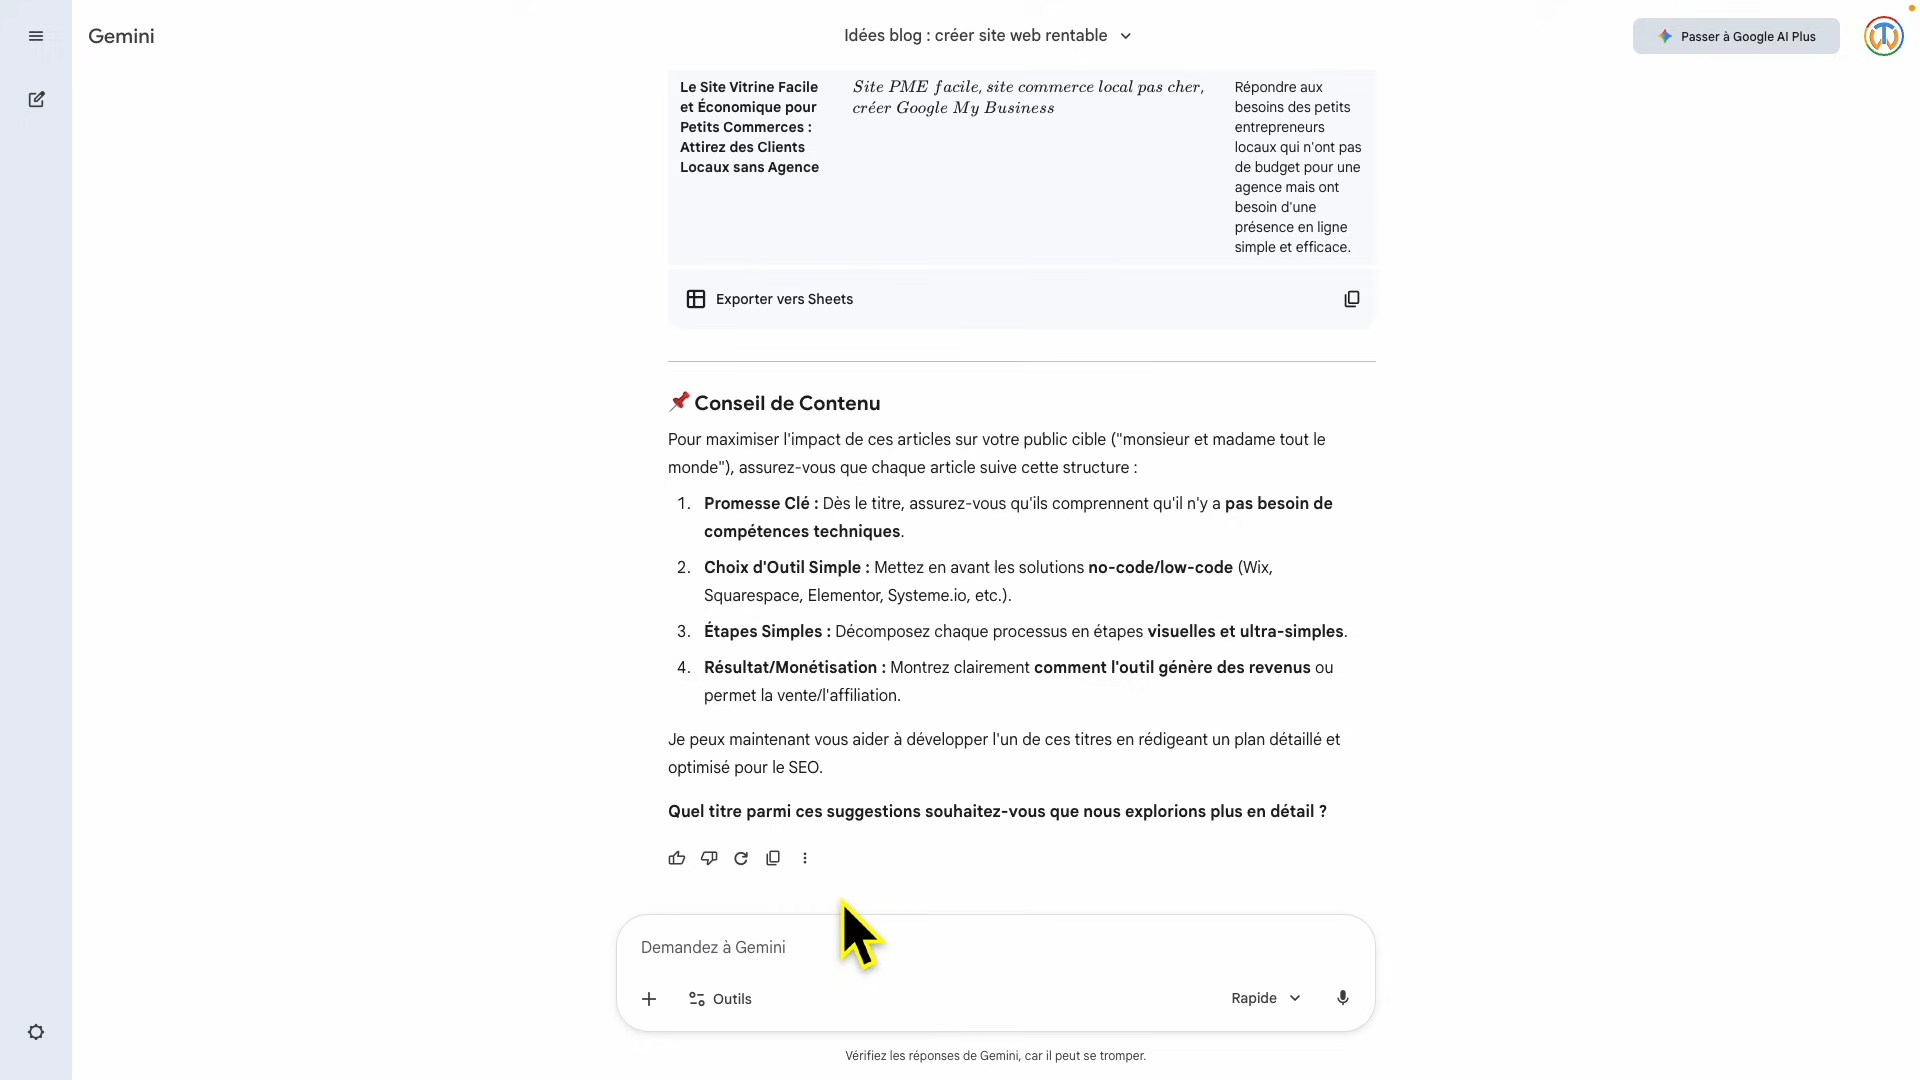 Gemini
Idées blog : créer site web rentable
Passer à Google AI Plus
Le Site Vitrine Facile
et Économique pour
Petits Commerces :
Attirez des Clients
Locaux sans Agence
Site PME facile, site commerce local pas cher,
créer Google My Business
Répondre aux
besoins des petits
entrepreneurs
locaux qui n'ont pas
de budget pour une
agence mais ont
besoin d'une
présence en ligne
simple et efficace.
Exporter vers Sheets
Conseil de Contenu
Pour maximiser l'impact de ces articles sur votre public cible ("monsieur et madame tout le
monde"), assurez-vous que chaque article suive cette structure :
1. Promesse Clé : Dès le titre, assurez-vous qu'ils comprennent qu'il n'y a pas besoin de
compétences techniques.
2. Choix d'Outil Simple : Mettez en avant les solutions no-code/low-code (Wix,
Squarespace, Elementor, Systeme.io, etc.).
3. Étapes Simples : Décomposez chaque processus en étapes visuelles et ultra-simples.
4. Résultat/Monétisation : Montrez clairement comment l'outil génère des revenus ou
permet la vente/l'affiliation.
Je peux maintenant vous aider à développer l'un de ces titres en rédigeant un plan détaillé et
optimisé pour le SEO.
Quel titre parmi ces suggestions souhaitez-vous que nous explorions plus en détail ?
Demandez à Gemini
Outils
Rapide
Vérifiez les réponses de Gemini, car il peut se tromper.